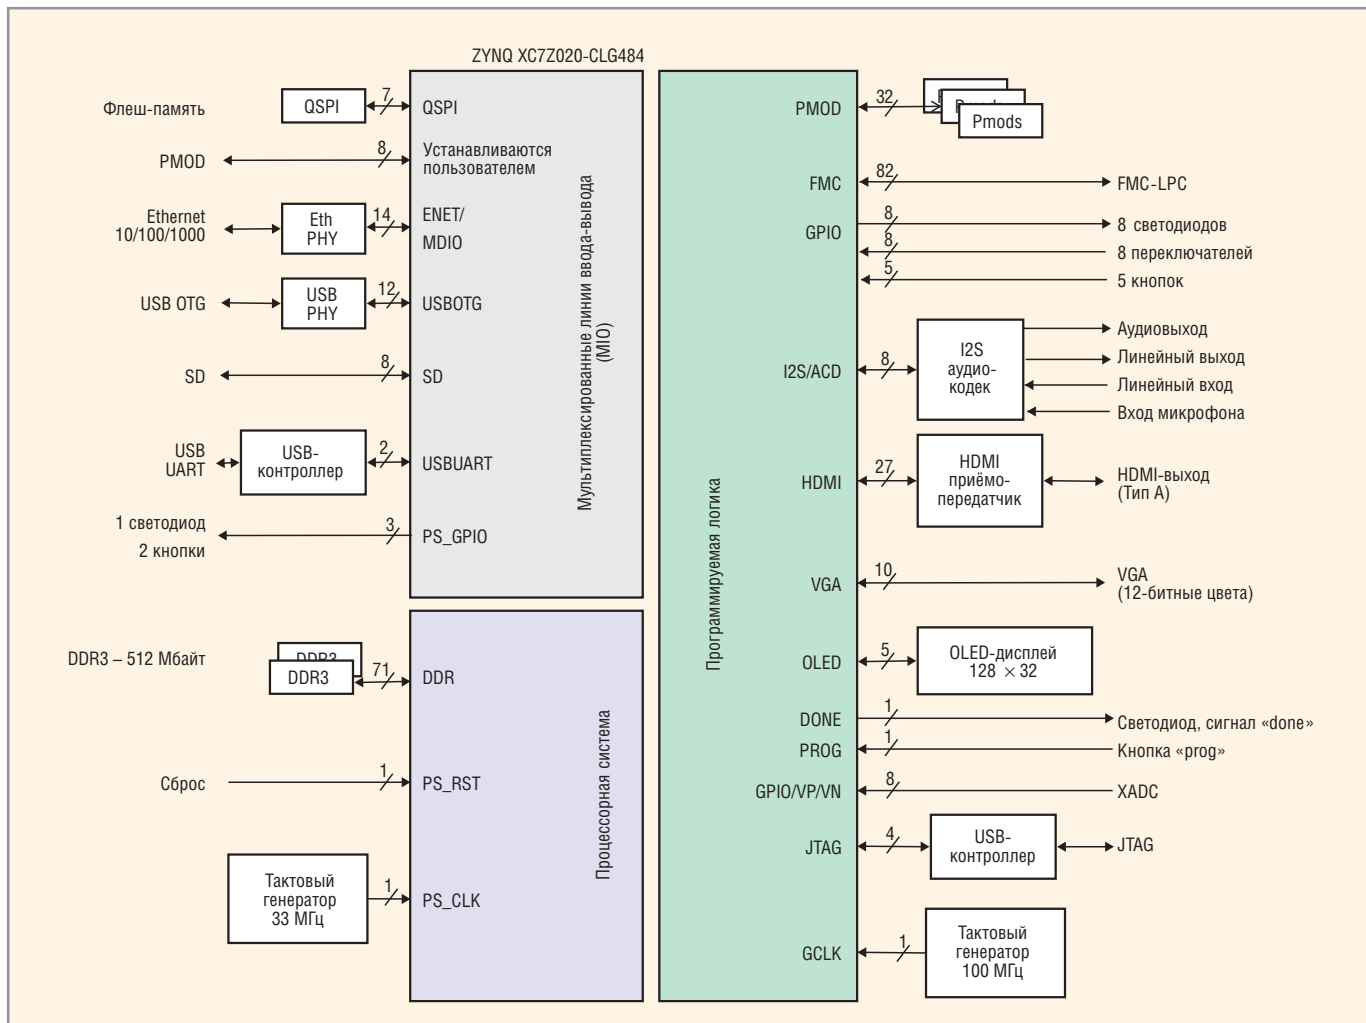 ZYNQ XC7Z020-CLG484
Флеш-память
QSPI
7
QSPI
PMOD
8
Устанавливаются
пользователем
Ethernet
10/100/1000
Eth
PHY
14
ENET/
MDIO
USB OTG
USB
PHY
12
USBOTG
SD
8
SD
USB
UART
USB-
контроллер
2
USBUART
1 светодиод
2 кнопки
3
PS_GPIO
Мультиплексированные линии ввода-вывода
(MIO)
DDR3 – 512 Мбайт
DDR3
DDR3
71
DDR
Сброс
1
PS_RST
Тактовый
генератор
33 МГц
1
PS_CLK
Процессорная система
Программируемая логика
PMOD
32
Pmods
FMC
82
FMC-LPC
GPIO
8
8 светодиодов
8
8 переключателей
5
5 кнопок
I2S/ACD
8
I2S
аудио-
кодек
Аудиовыход
Линейный выход
Линейный вход
Вход микрофона
HDMI
27
HDMI
приёмо-
передатчик
HDMI-выход
(Тип A)
VGA
10
VGA
(12-битные цвета)
OLED
5
OLED-дисплей
128 × 32
DONE
1
Светодиод, сигнал «done»
PROG
1
Кнопка «prog»
GPIO/VP/VN
8
XADC
JTAG
4
USB-
контроллер
JTAG
GCLK
1
Тактовый
генератор
100 МГц